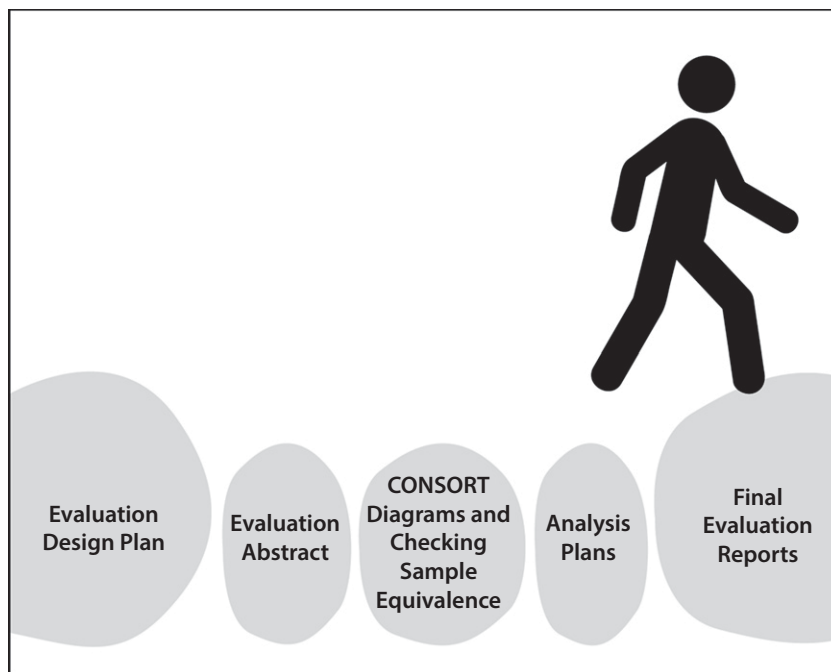 Evaluation
Design Plan
Evaluation
Abstract
CONSORT
Diagrams and
Checking
Sample
Equivalence
Analysis
Plans
Final
Evaluation
Reports